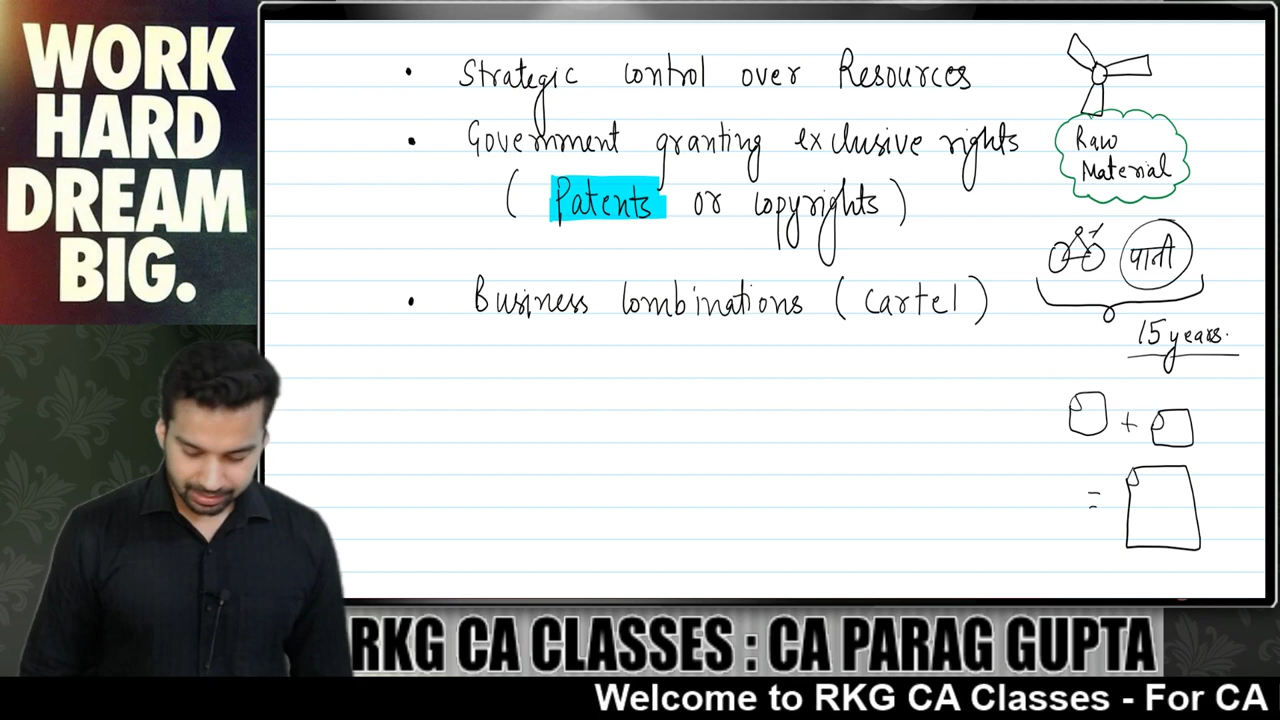 WORK
HARD
DREAM
BIG.
• Strategic control over Resources
• Government granting exclusive rights
( Patents or copyrights )
• Business Combinations ( Cartel )
Raw
Material
पानी
15 years.
+
=
RKG CA CLASSES : CA PARAG GUPTA
Welcome to RKG CA Classes - For CA